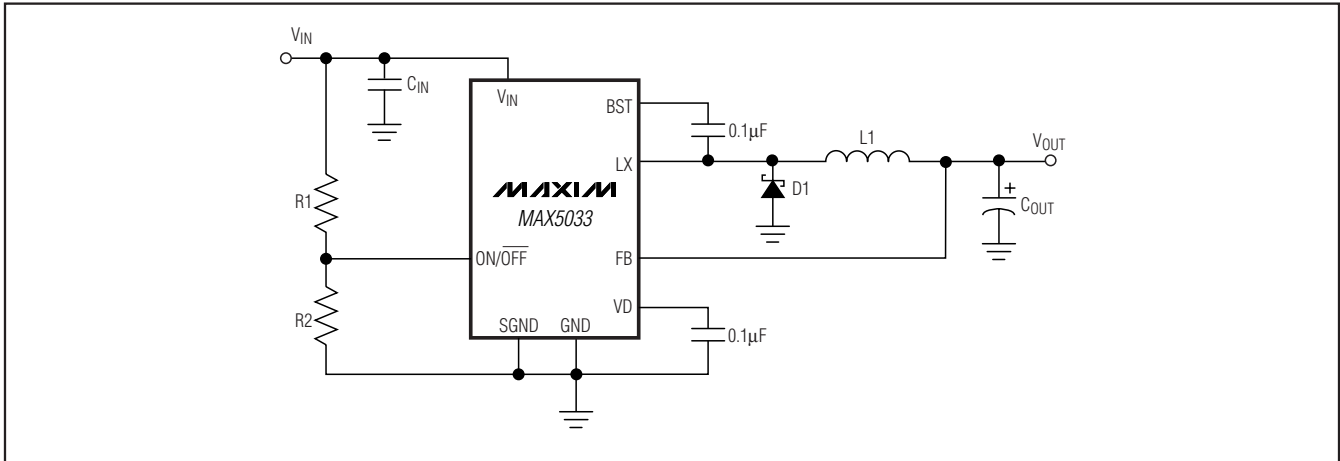 VIN
CIN
VIN
BST
0.1µF
L1
VOUT
LX
R1
MAXIM
D1
COUT
+
MAX5033
ON/OFF
FB
R2
VD
SGND GND
0.1µF